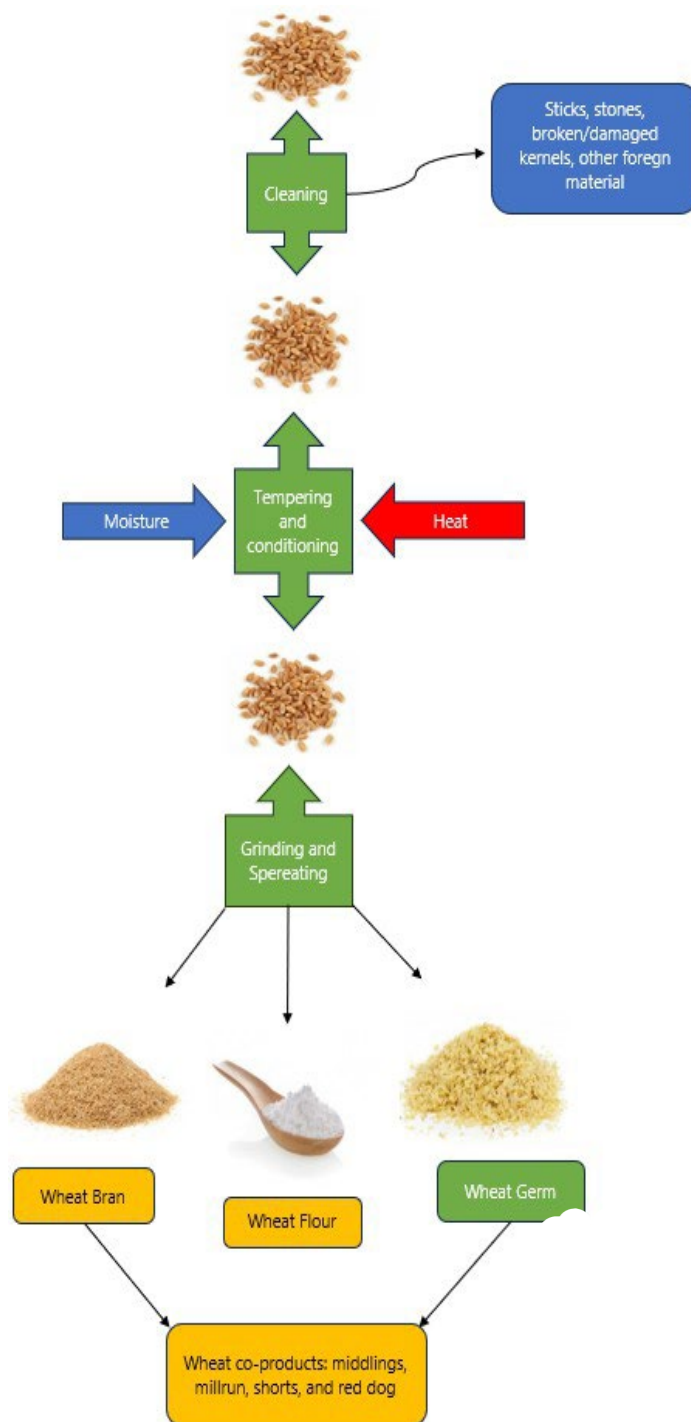 Sticks, stones,
broken/damaged
kernels, other foregn
material
Cleaning
Tempering
and
conditioning
Moisture
Heat
Grinding and
Spereating
Wheat Bran
Wheat Flour
Wheat Germ
Wheat co-products: middlings,
millrun, shorts, and red dog